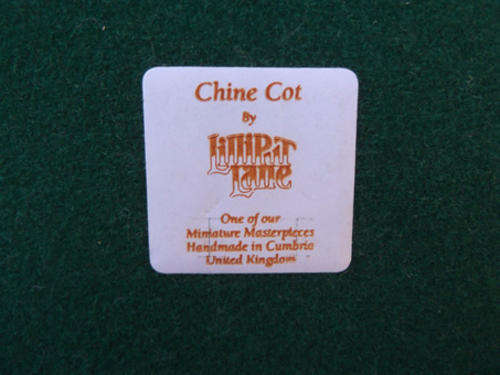 Chine Cot
By
Lilliput
Lane
One of our
Miniature Masterpieces
Handmade in Cumbria
United Kingdom